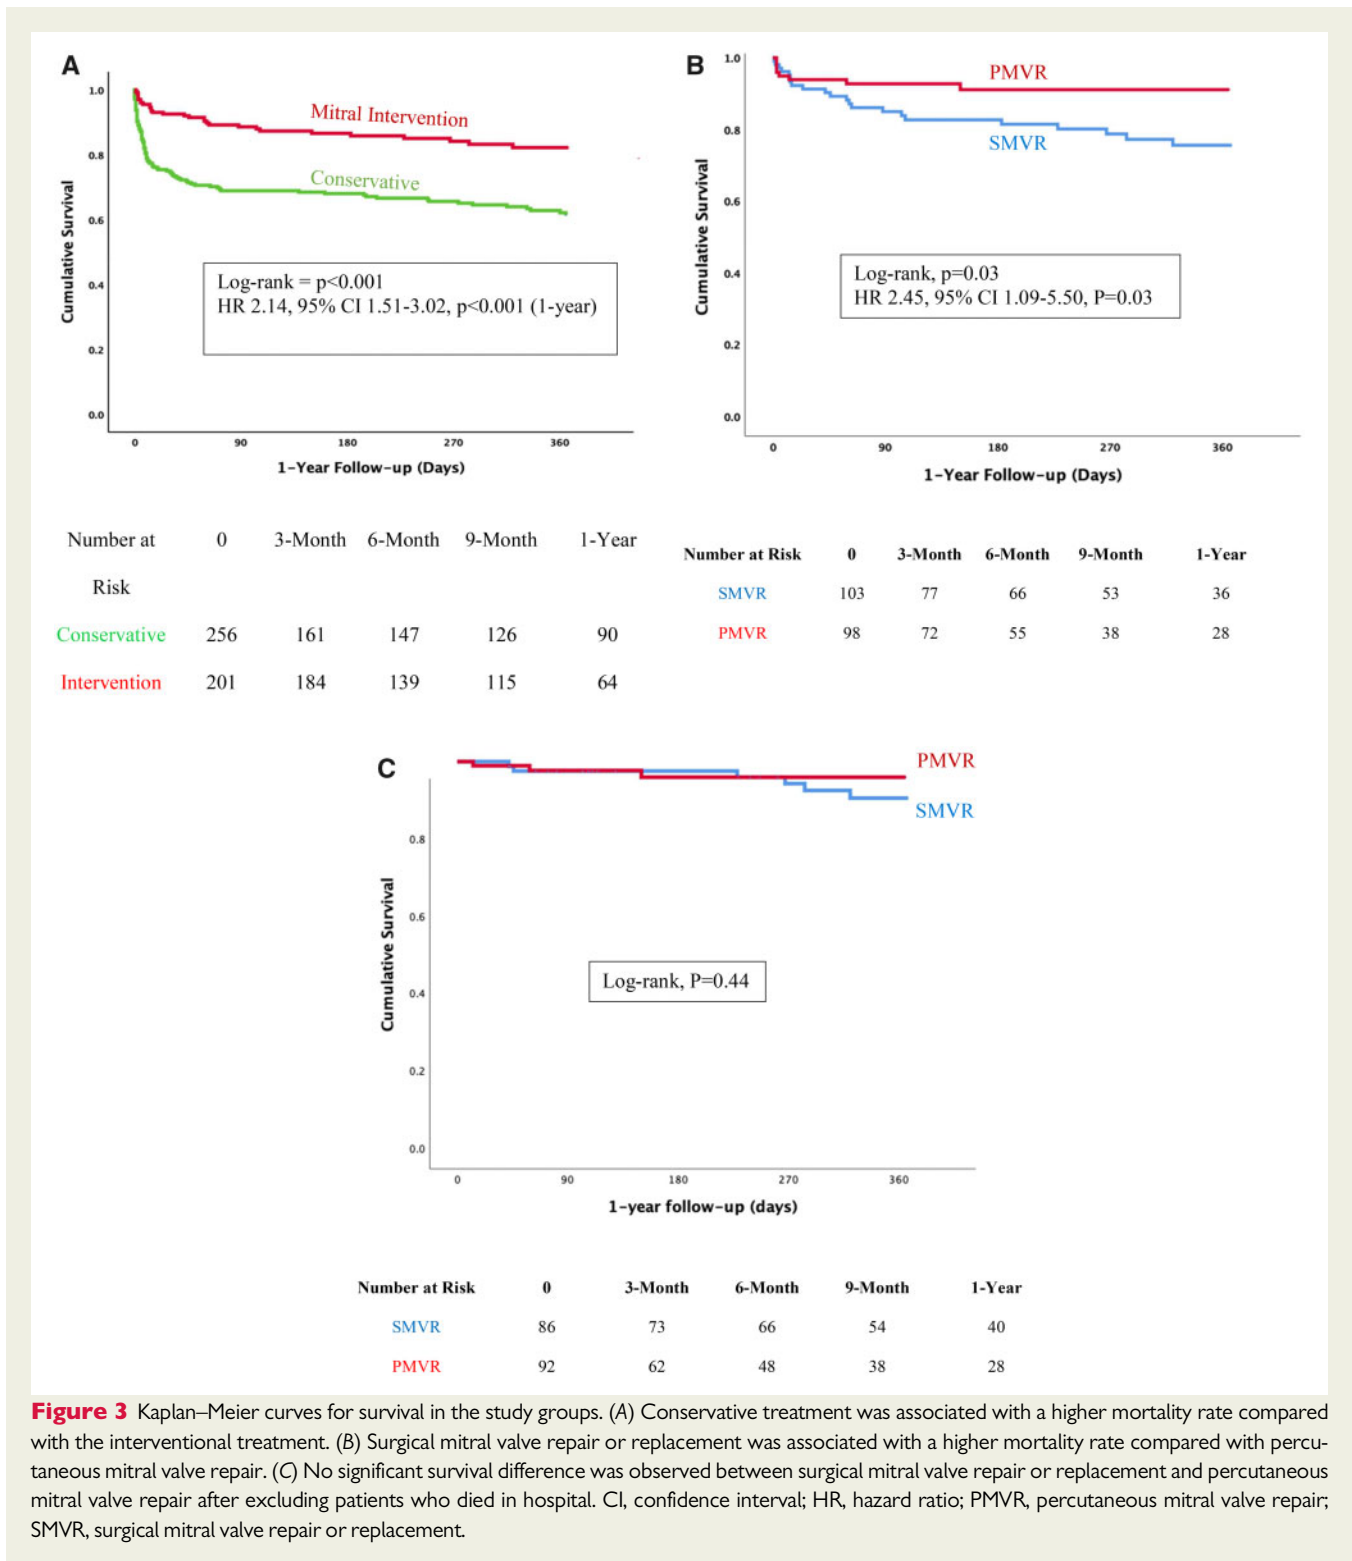 A
1.0
0.8
0.6
0.4
0.2
0.0
Cumulative Survival
Mitral Intervention
Conservative
Log-rank = p<0.001
HR 2.14, 95% CI 1.51-3.02, p<0.001 (1-year)
0 90 180 270 360
1-Year Follow-up (Days)
Number at Risk 0 3-Month 6-Month 9-Month 1-Year
Conservative 256 161 147 126 90
Intervention 201 184 139 115 64
B
1.0
0.8
0.6
0.4
0.2
0.0
Cumulative Survival
PMVR
SMVR
Log-rank, p=0.03
HR 2.45, 95% CI 1.09-5.50, P=0.03
0 90 180 270 360
1-Year Follow-up (Days)
Number at Risk 0 3-Month 6-Month 9-Month 1-Year
SMVR 103 77 66 53 36
PMVR 98 72 55 38 28
C
PMVR
SMVR
0.8
0.6
0.4
0.2
0.0
Cumulative Survival
Log-rank, P=0.44
0 90 180 270 360
1-year follow-up (days)
Number at Risk 0 3-Month 6-Month 9-Month 1-Year
SMVR 86 73 66 54 40
PMVR 92 62 48 38 28
Figure 3 Kaplan–Meier curves for survival in the study groups. (A) Conservative treatment was associated with a higher mortality rate compared
with the interventional treatment. (B) Surgical mitral valve repair or replacement was associated with a higher mortality rate compared with percu-
taneous mitral valve repair. (C) No significant survival difference was observed between surgical mitral valve repair or replacement and percutaneous
mitral valve repair after excluding patients who died in hospital. CI, confidence interval; HR, hazard ratio; PMVR, percutaneous mitral valve repair;
SMVR, surgical mitral valve repair or replacement.